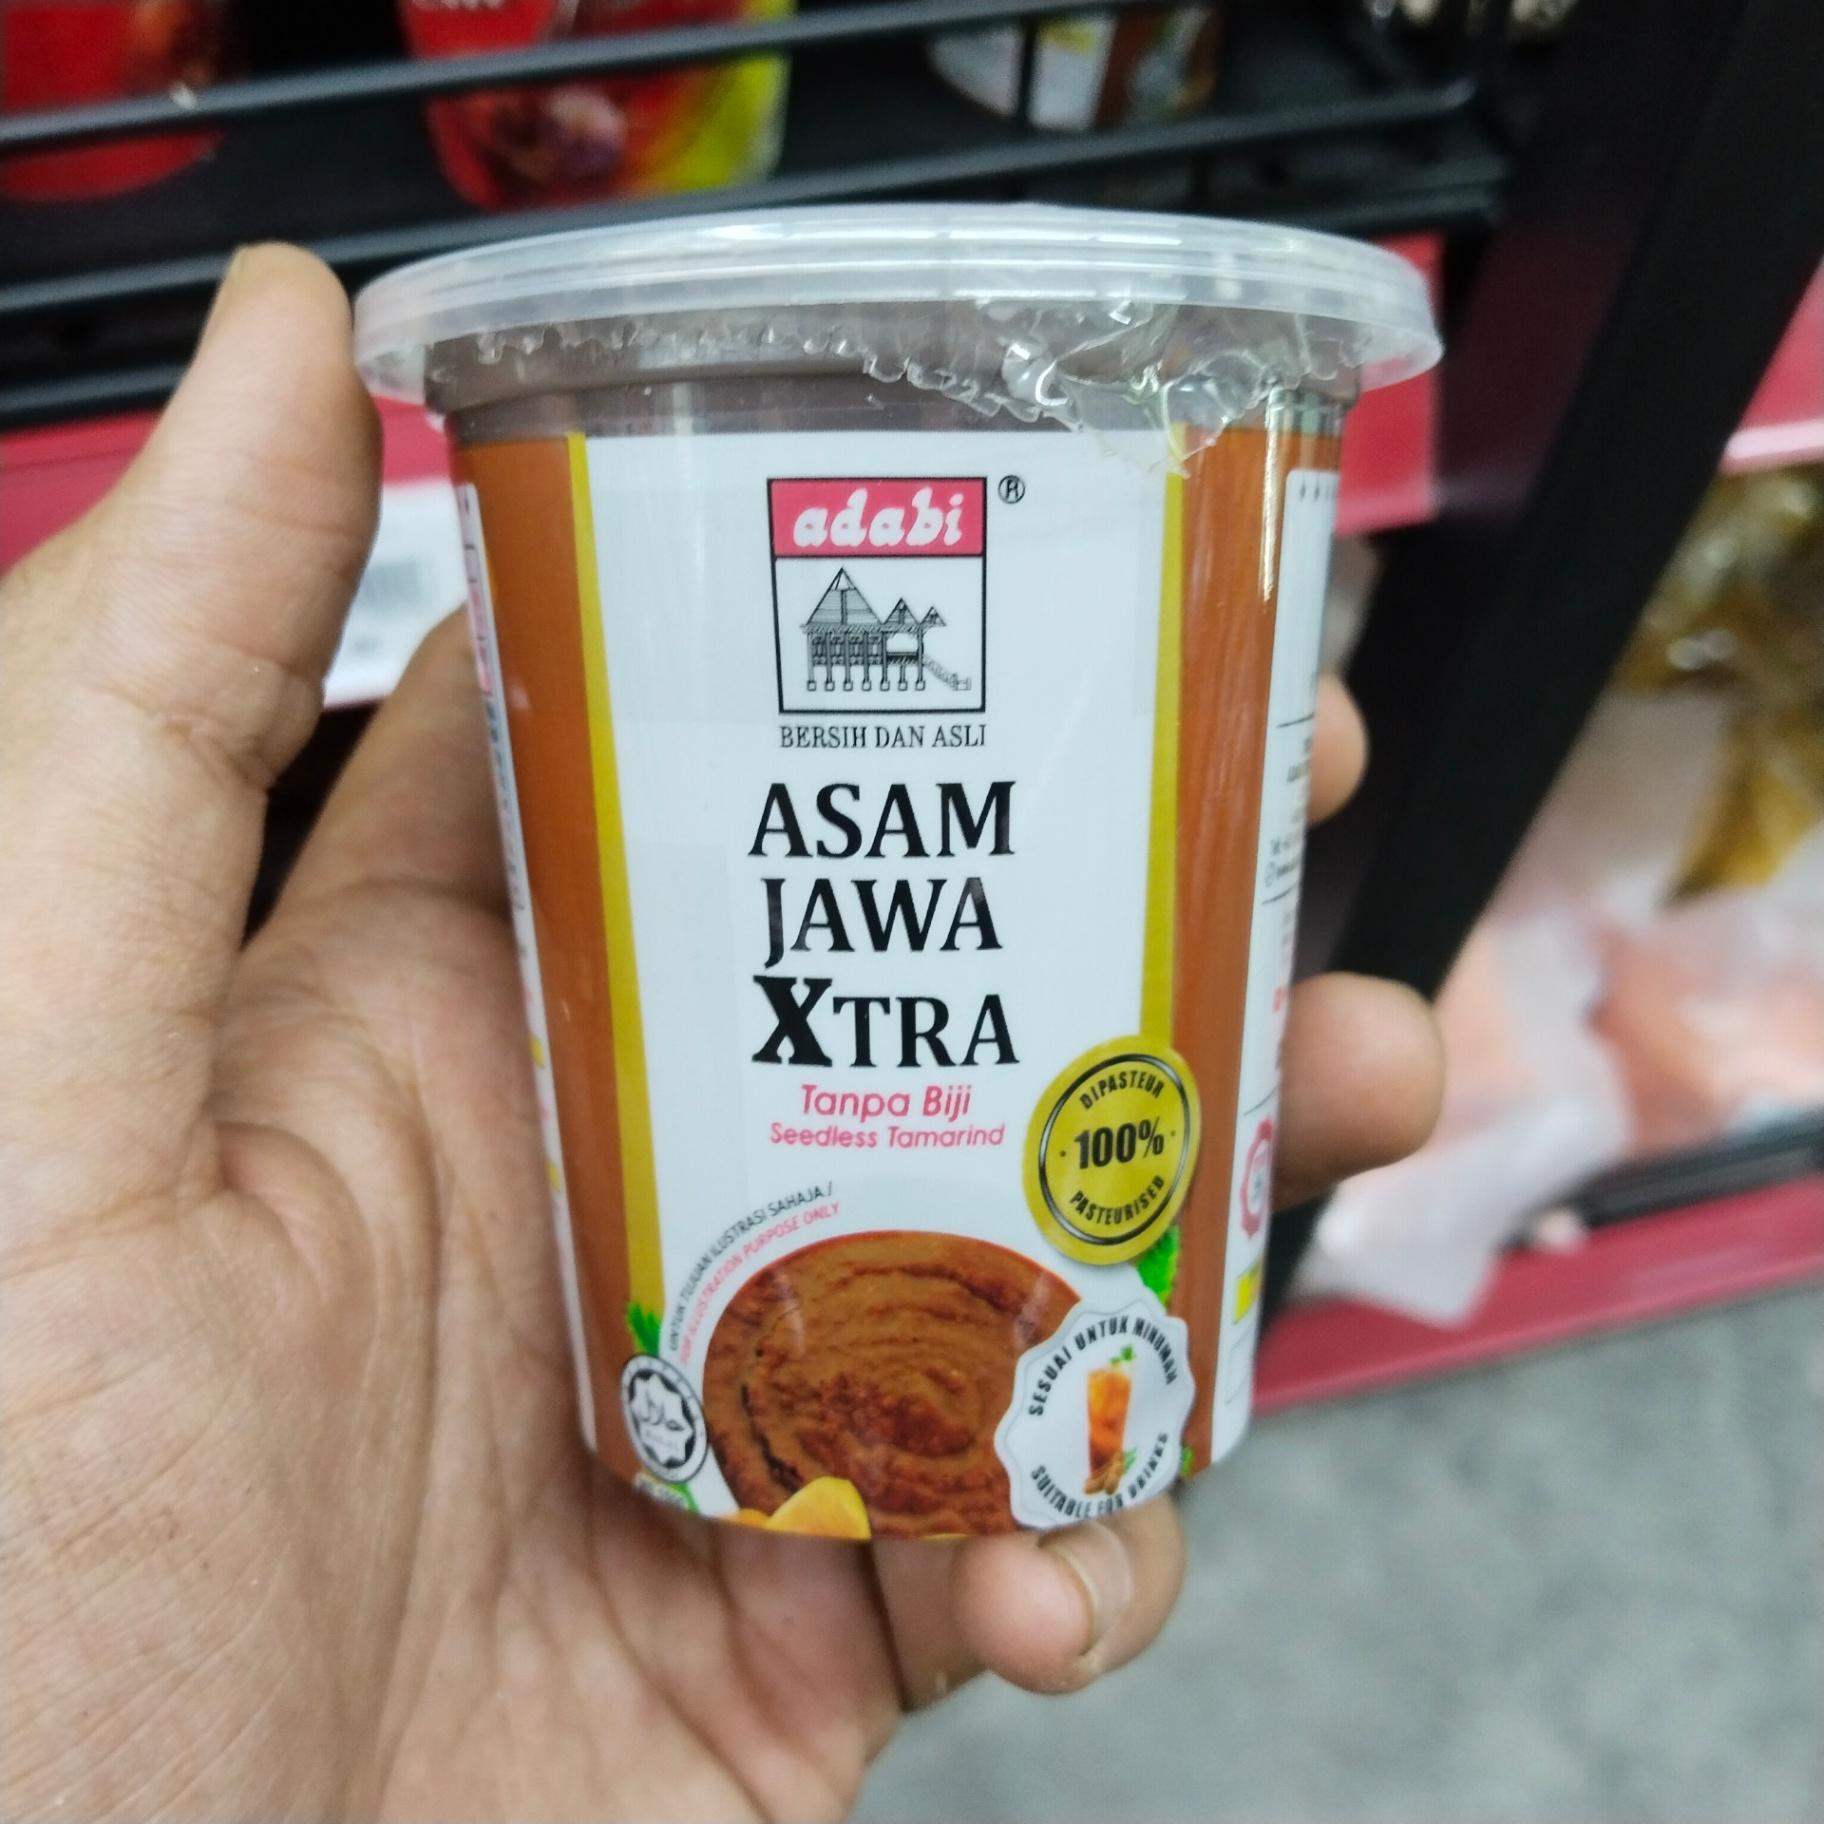 adabi
®
BERSIH DAN ASLI
ASAM
JAWA
XTRA
Tanpa Biji
Seedless Tamarind
DIPASTEUR
100%
PASTEURISED
UNTUK TUJUAN ILUSTRASI SAHAJA /
FOR ILLUSTRATION PURPOSE ONLY
SESUAI UNTUK MINUMAN
SUITABLE FOR DRINKS
حلال